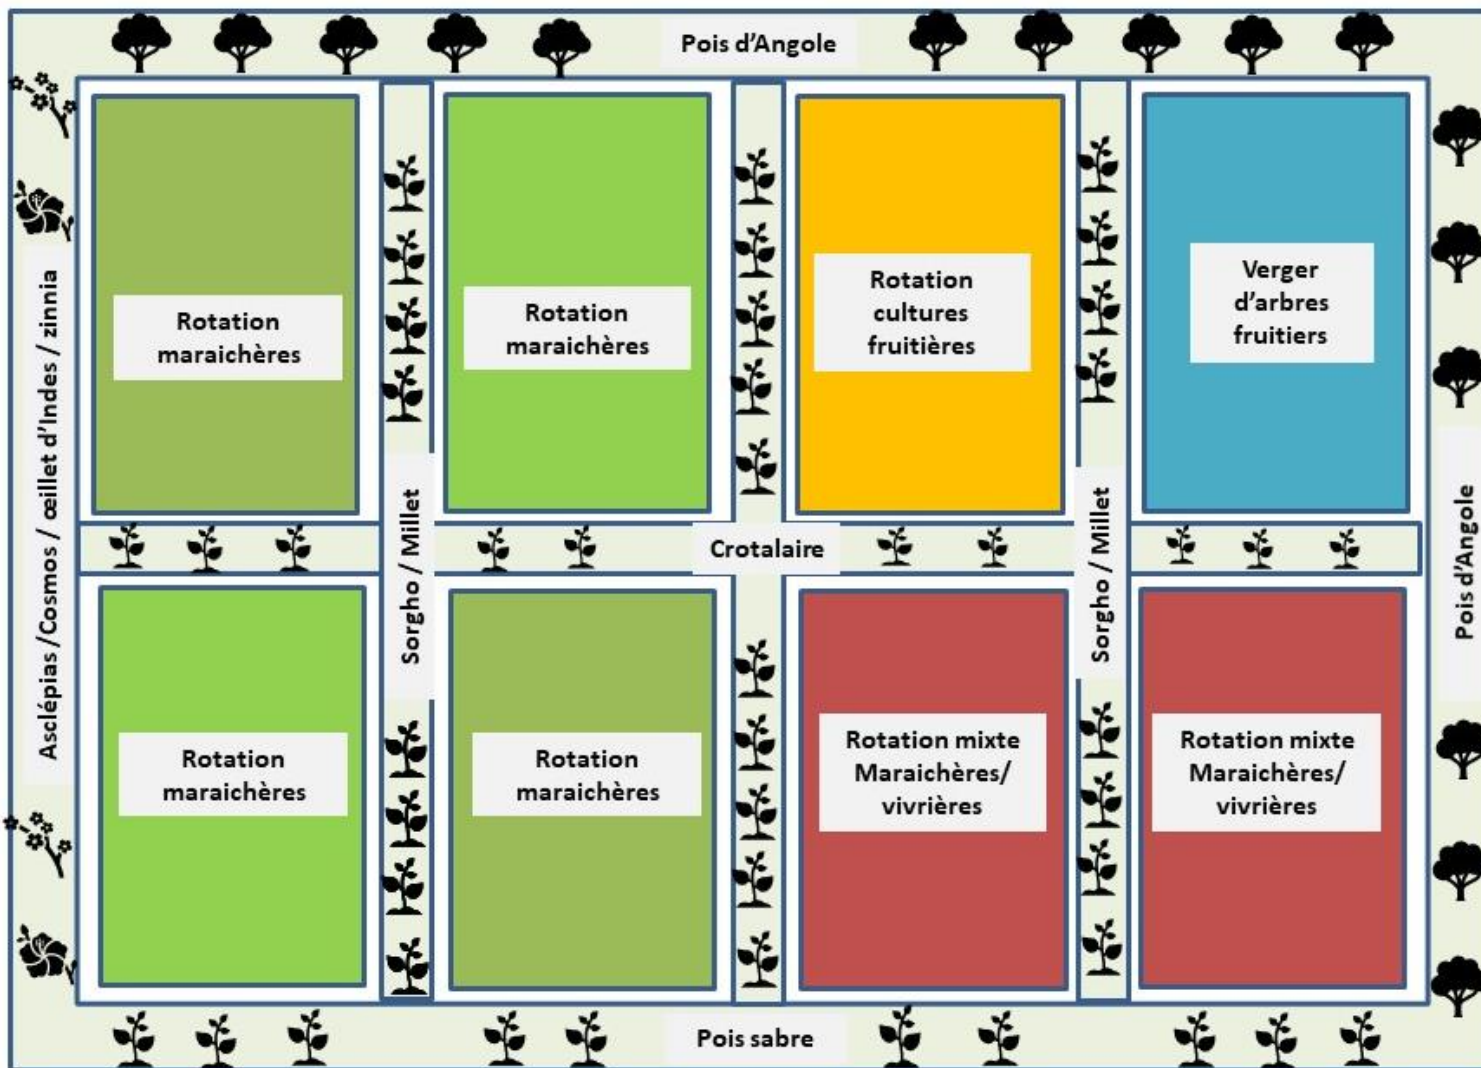 Pois d'Angole
Asclépias /Cosmos / œillet d'Indes / zinnia
Rotation
maraichères
Rotation
maraichères
Rotation
cultures
fruitières
Verger
d'arbres
fruitiers
Sorgho / Millet
Crotalaire
Sorgho / Millet
Pois d'Angole
Rotation
maraichères
Rotation
maraichères
Rotation mixte
Maraichères/
vivrières
Rotation mixte
Maraichères/
vivrières
Pois sabre